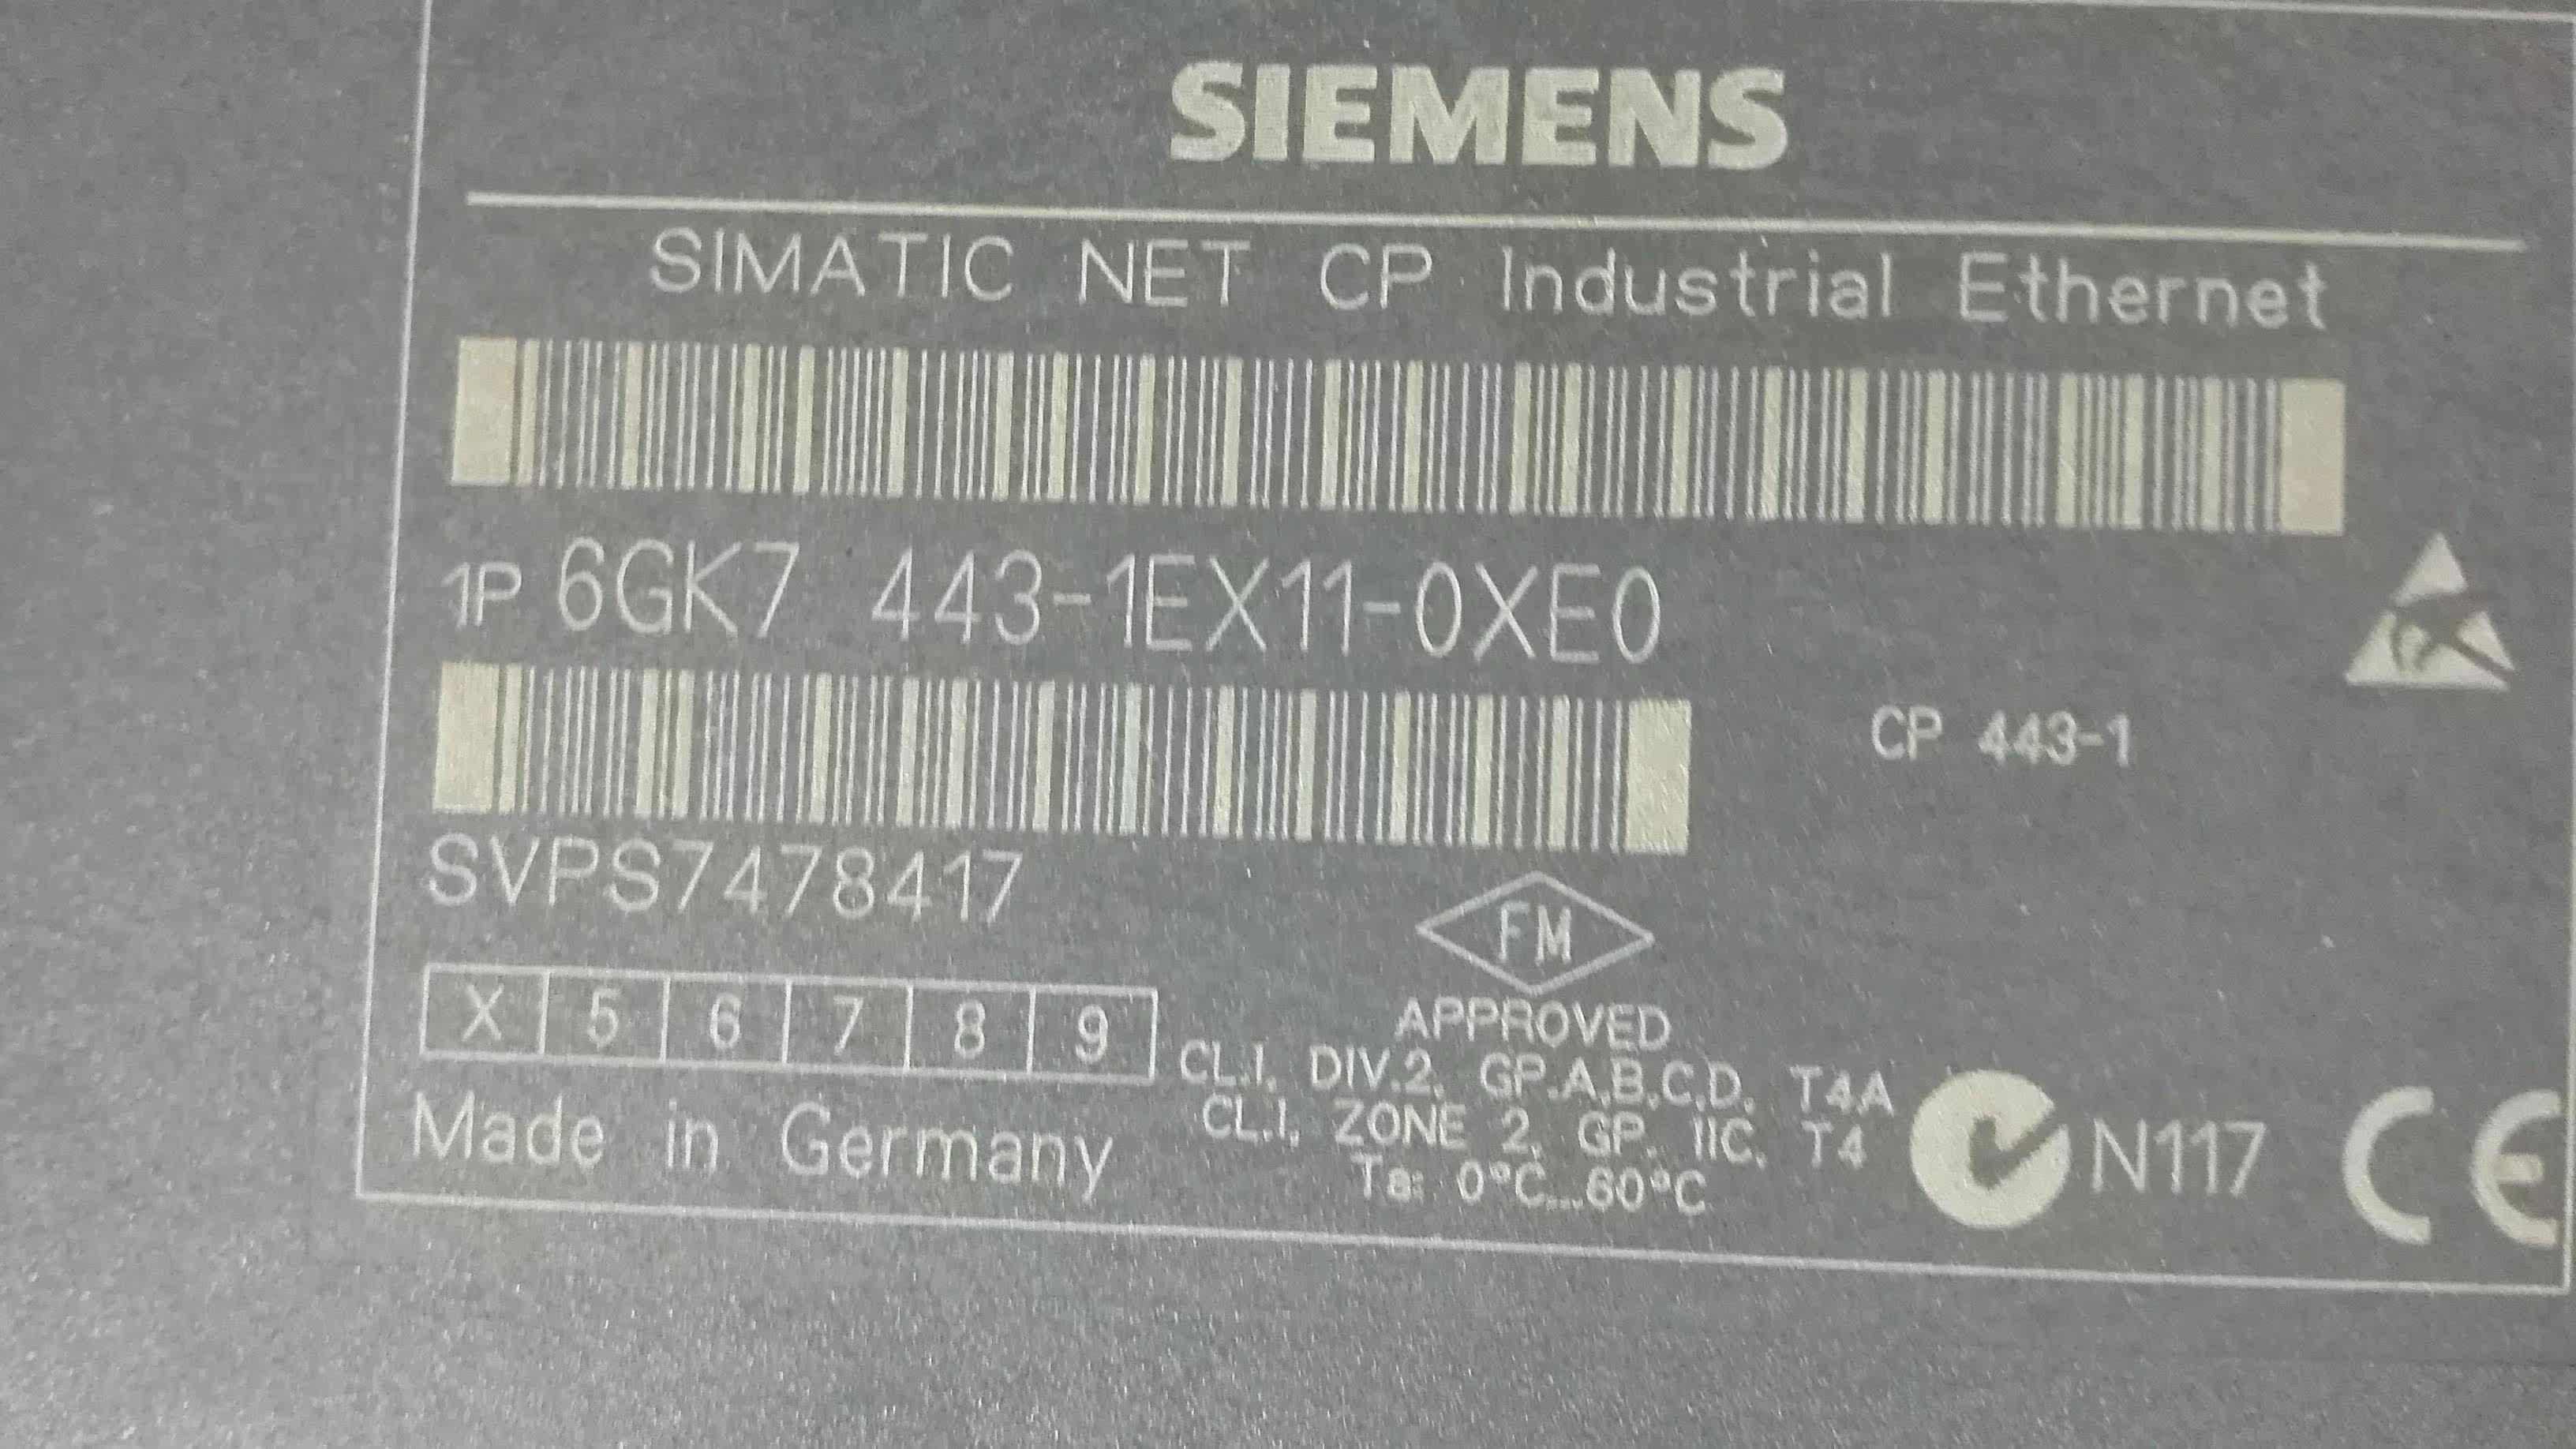 SIEMENS
SIMATIC NET CP Industrial Ethernet
1P 6GK7 443-1EX11-0XE0
CP 443-1
SVPS7478417
FM
APPROVED
X 5 6 7 8 9
CL.I, DIV.2, GP.A,B,C,D, T4A
CL.I, ZONE 2, GP. IIC, T4
Ta: 0°C...60°C
Made in Germany
N117
CE